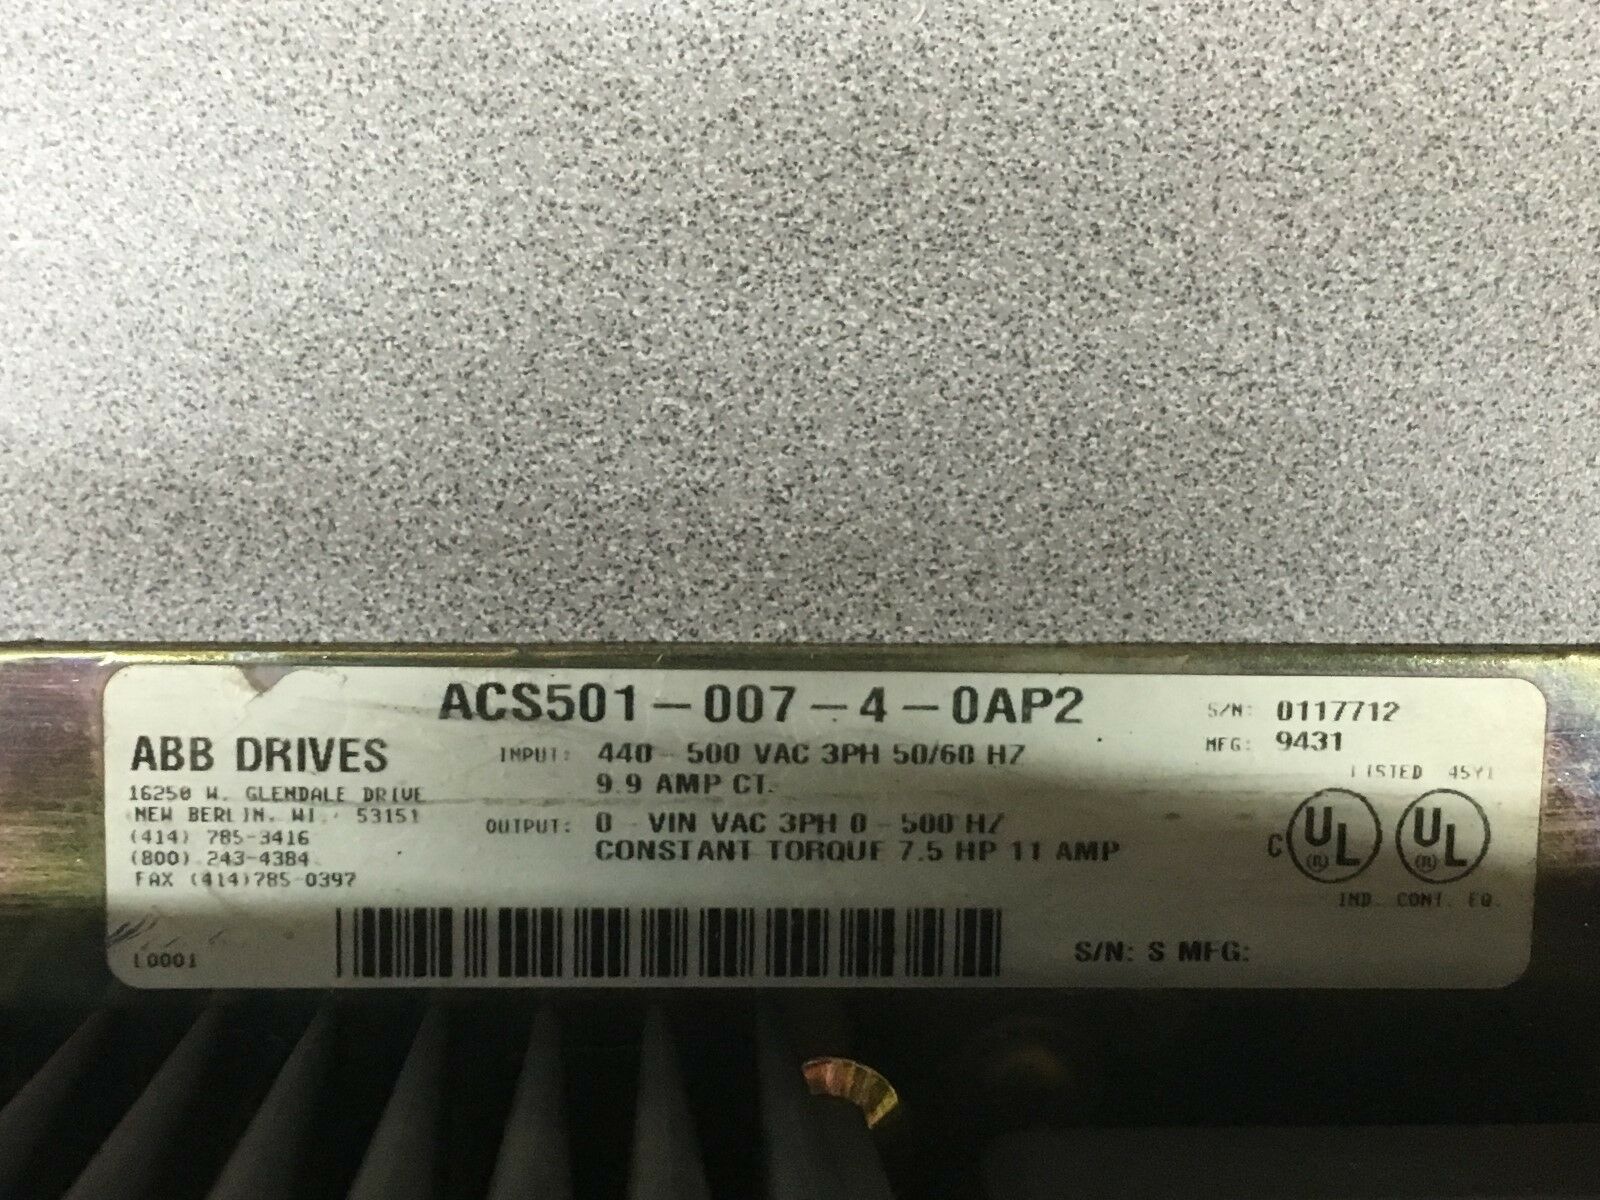 ACS501-007-4-0AP2
S/N: 0117712
MFG: 9431
ABB DRIVES
16250 W. GLENDALE DRIVE
NEW BERLIN, WI. 53151
(414) 785-3416
(800) 243-4384
FAX (414)785-0397
INPUT: 440-500 VAC 3PH 50/60 HZ
9.9 AMP CT.
OUTPUT: 0-VIN VAC 3PH 0-500 HZ
CONSTANT TORQUE 7.5 HP 11 AMP
LISTED 45Y1
C UL (R) UL (R)
IND. CONT. EQ.
L0001
S/N: S MFG: